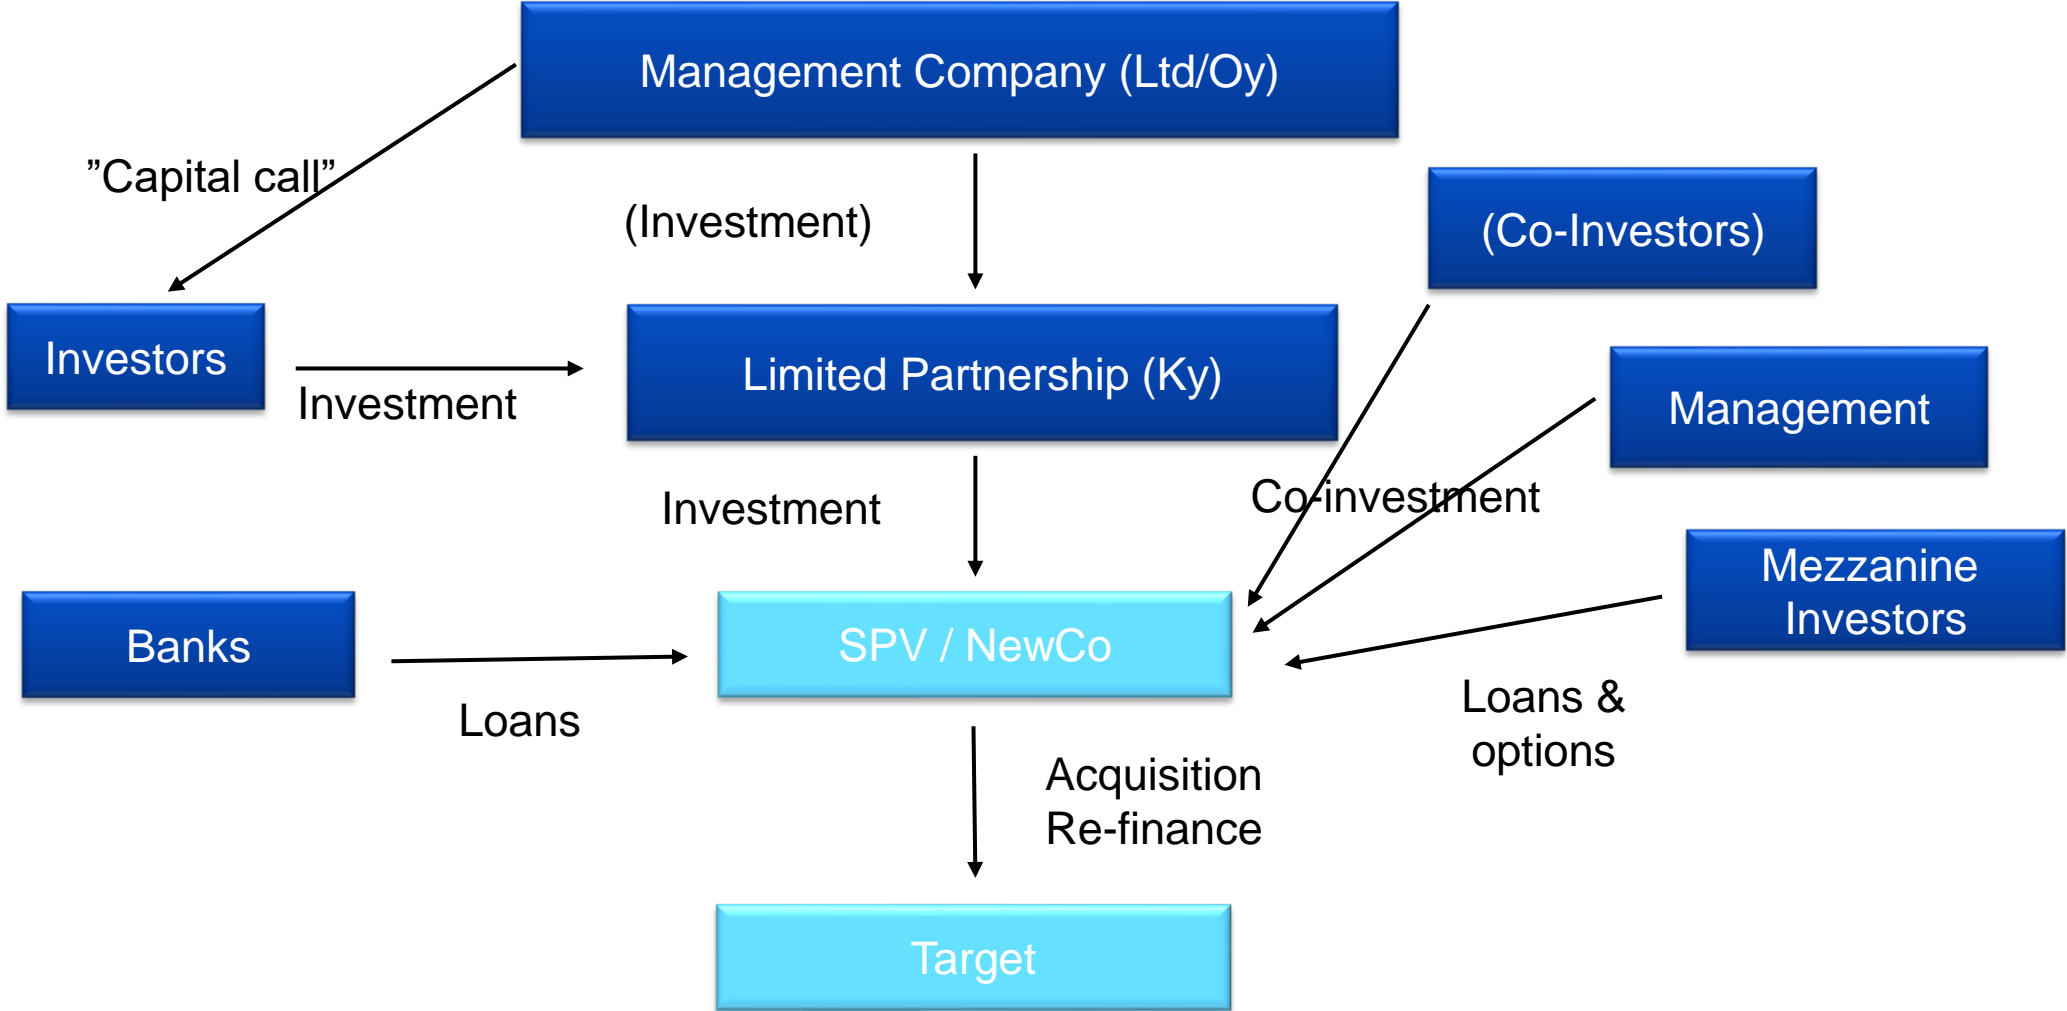 Management Company (Ltd/Oy)
”Capital call”
(Investment)
(Co-Investors)
Investors
Investment
Limited Partnership (Ky)
Management
Investment
Co-investment
Mezzanine
Investors
Banks
Loans
SPV / NewCo
Loans &
options
Acquisition
Re-finance
Target